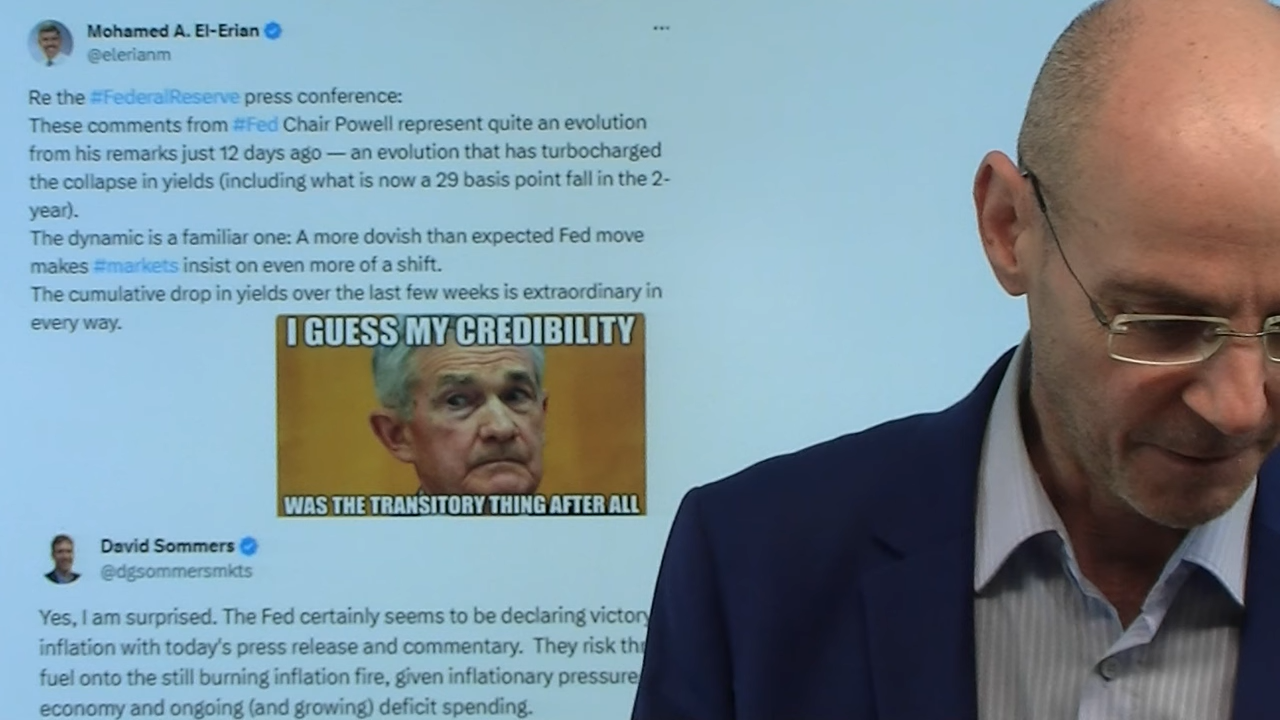 Mohamed A. El-Erian
@elerianm
Re the #FederalReserve press conference:
These comments from #Fed Chair Powell represent quite an evolution
from his remarks just 12 days ago — an evolution that has turbocharged
the collapse in yields (including what is now a 29 basis point fall in the 2-
year).
The dynamic is a familiar one: A more dovish than expected Fed move
makes #markets insist on even more of a shift.
The cumulative drop in yields over the last few weeks is extraordinary in
every way.
I GUESS MY CREDIBILITY
WAS THE TRANSITORY THING AFTER ALL
David Sommers
@dgsommersmkts
Yes, I am surprised. The Fed certainly seems to be declaring victory
inflation with today's press release and commentary. They risk
fuel onto the still burning inflation fire, given inflationary pressure
economy and ongoing (and growing) deficit spending.